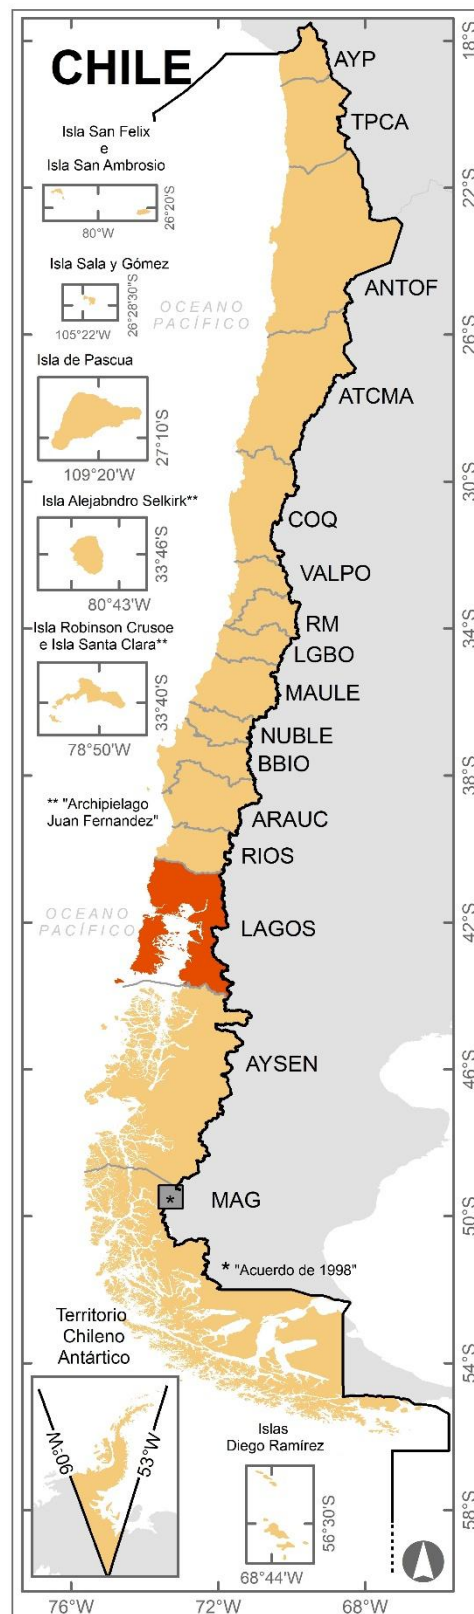 CHILE
18°S
AYP
TPCA
Isla San Felix
e
Isla San Ambrosio
26°20'S
80°W
22°S
Isla Sala y Gómez
26°28'30"S
105°22'W
OCEANO
PACÍFICO
ANTOF
26°S
Isla de Pascua
27°10'S
109°20'W
ATCMA
30°S
Isla Alejabndro Selkirk**
33°46'S
80°43'W
COQ
VALPO
34°S
RM
LGBO
Isla Robinson Crusoe
e Isla Santa Clara**
33°40'S
78°50'W
MAULE
NUBLE
BBIO
38°S
** "Archipielago
Juan Fernandez"
ARAUC
RIOS
OCEANO
PACÍFICO
LAGOS
42°S
AYSEN
46°S
*
MAG
50°S
* "Acuerdo de 1998"
Territorio
Chileno
Antártico
54°S
90°W
53°W
Islas
Diego Ramírez
56°30'S
68°44'W
58°S
76°W
72°W
68°W